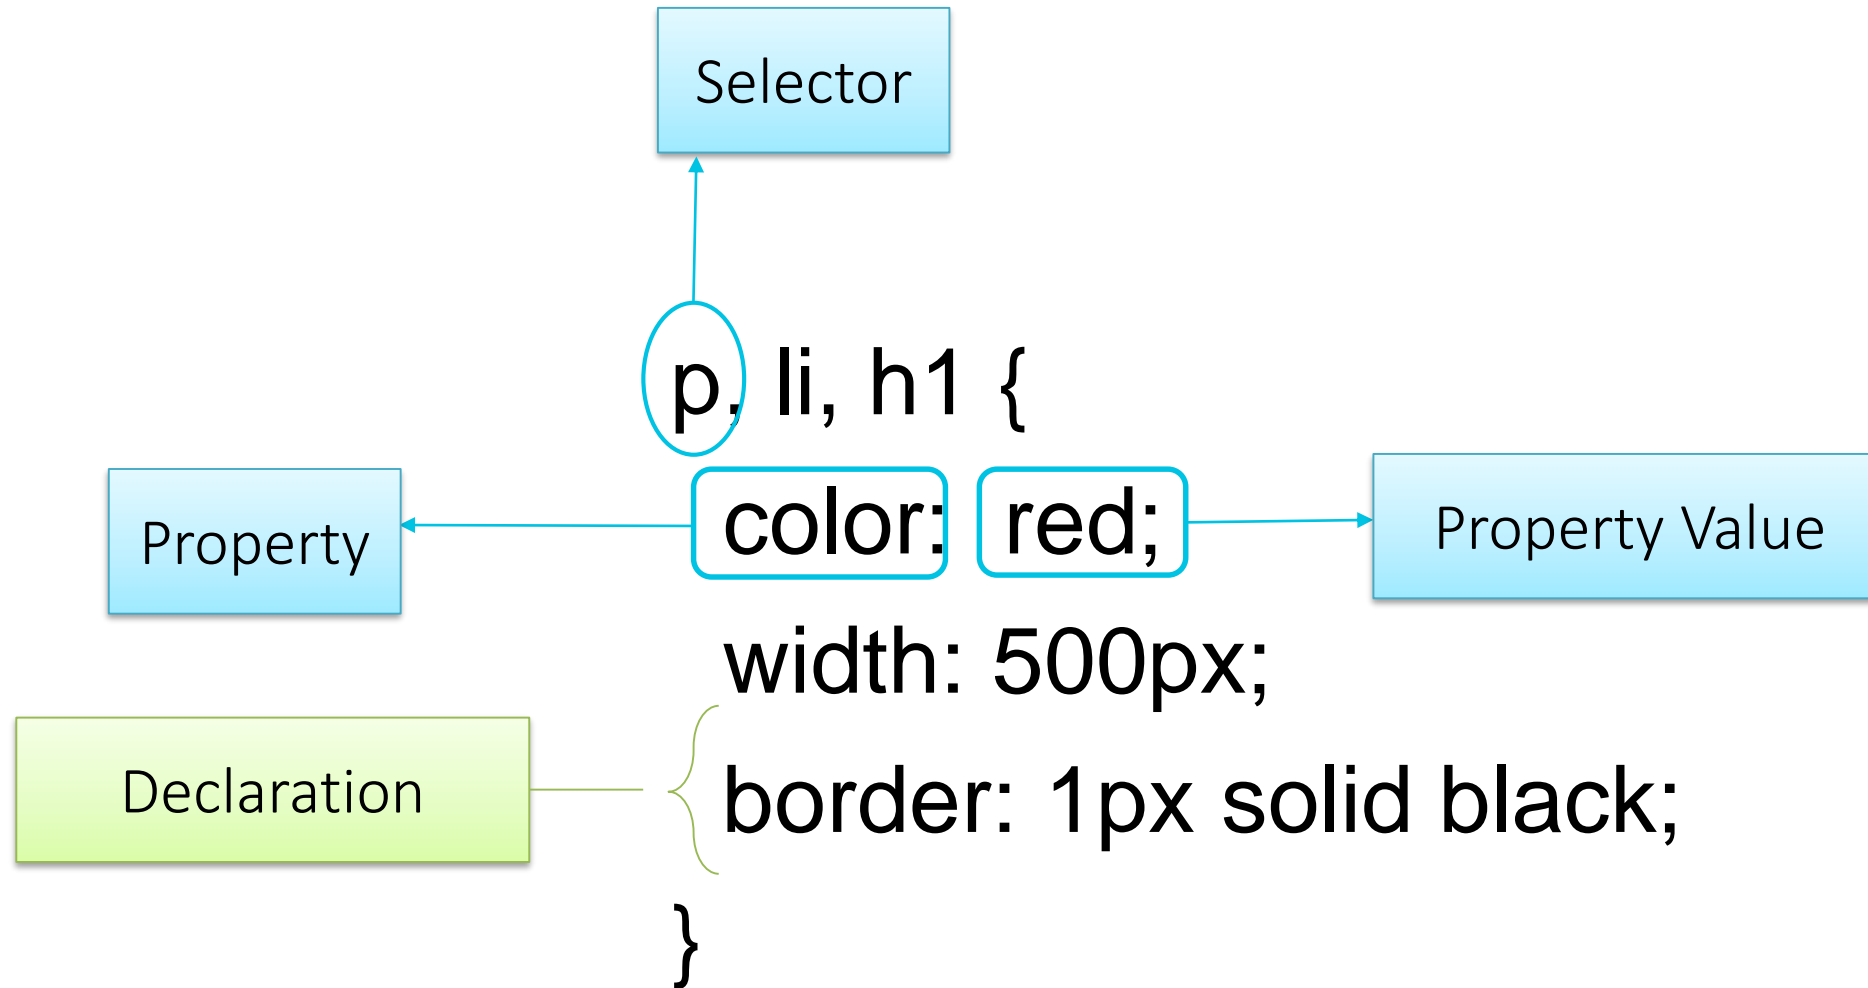 Selector
p, li, h1 {
Property
color: red;
Property Value
width: 500px;
Declaration
border: 1px solid black;
}